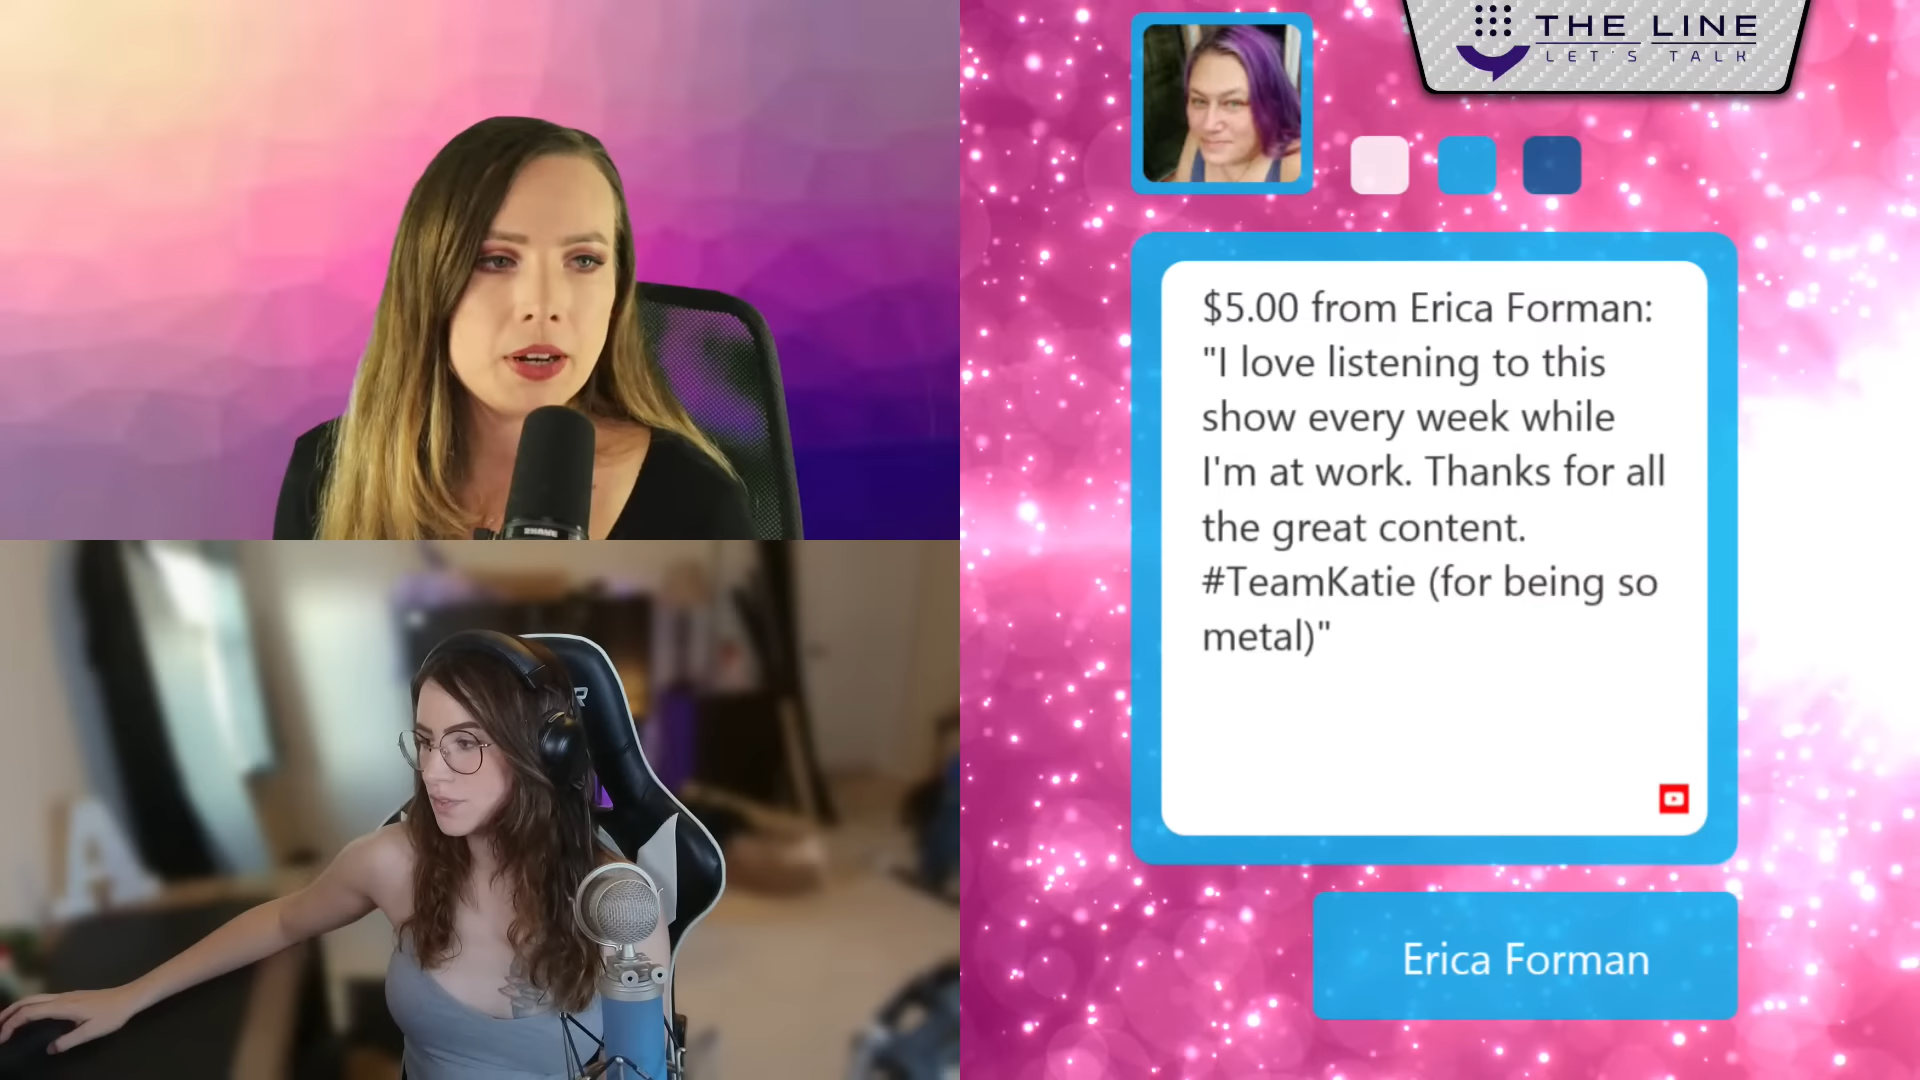 THE LINE
LET'S TALK
$5.00 from Erica Forman:
"I love listening to this
show every week while
I'm at work. Thanks for all
the great content.
#TeamKatie (for being so
metal)"
Erica Forman